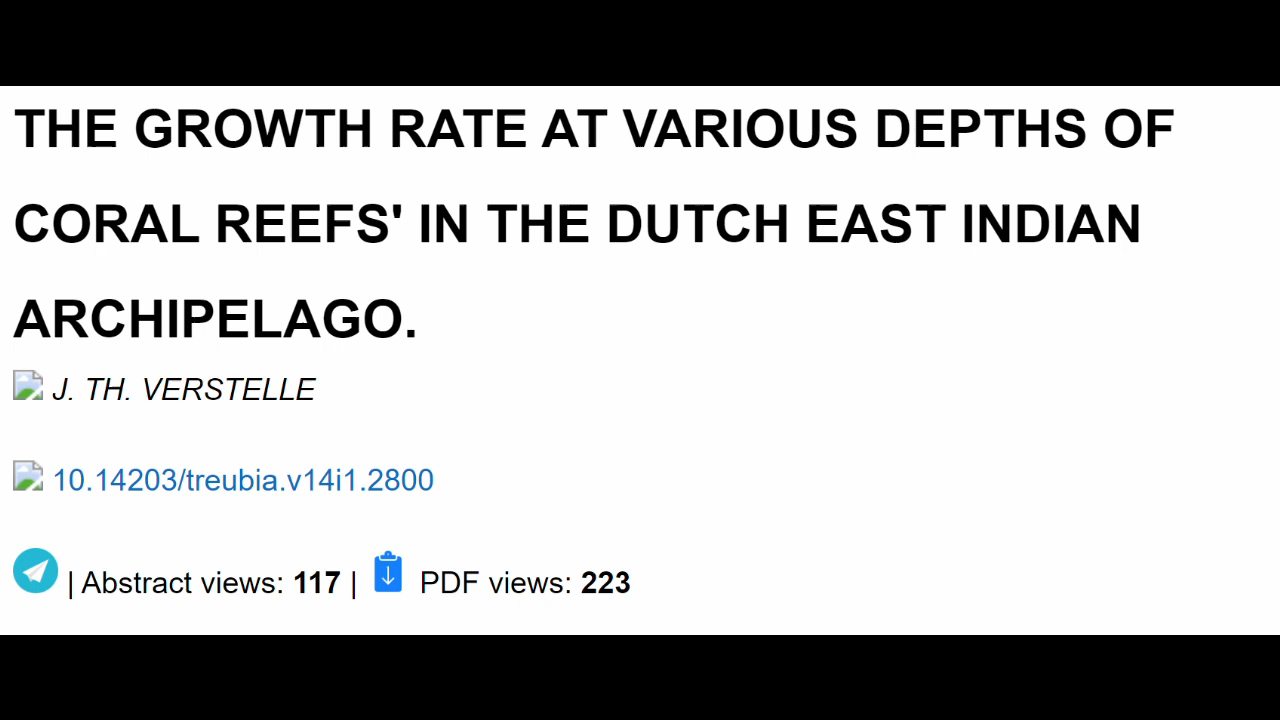 THE GROWTH RATE AT VARIOUS DEPTHS OF
CORAL REEFS' IN THE DUTCH EAST INDIAN
ARCHIPELAGO.
J. TH. VERSTELLE
10.14203/treubia.v14i1.2800
| Abstract views: 117 | PDF views: 223